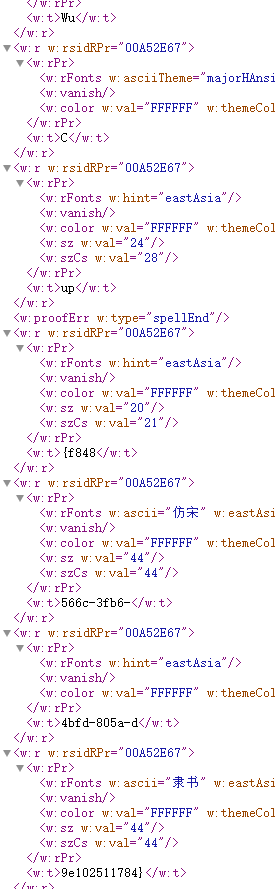 </w:rPr>
<w:t>Wu</w:t>
</w:r>
▼<w:r w:rsidRPr="00A52E67">
▼<w:rPr>
<w:rFonts w:asciiTheme="majorHAnsi
<w:vanish/>
<w:color w:val="FFFFFF" w:themeCol
</w:rPr>
<w:t>C</w:t>
</w:r>
▼<w:r w:rsidRPr="00A52E67">
▼<w:rPr>
<w:rFonts w:hint="eastAsia"/>
<w:vanish/>
<w:color w:val="FFFFFF" w:themeCol
<w:sz w:val="24"/>
<w:szCs w:val="28"/>
</w:rPr>
<w:t>up</w:t>
</w:r>
<w:proofErr w:type="spellEnd"/>
▼<w:r w:rsidRPr="00A52E67">
▼<w:rPr>
<w:rFonts w:hint="eastAsia"/>
<w:vanish/>
<w:color w:val="FFFFFF" w:themeCol
<w:sz w:val="20"/>
<w:szCs w:val="21"/>
</w:rPr>
<w:t>{f848</w:t>
</w:r>
▼<w:r w:rsidRPr="00A52E67">
▼<w:rPr>
<w:rFonts w:ascii="仿宋" w:eastAs
<w:vanish/>
<w:color w:val="FFFFFF" w:themeCol
<w:sz w:val="44"/>
<w:szCs w:val="44"/>
</w:rPr>
<w:t>566c-3fb6-</w:t>
</w:r>
▼<w:r w:rsidRPr="00A52E67">
▼<w:rPr>
<w:rFonts w:hint="eastAsia"/>
<w:vanish/>
<w:color w:val="FFFFFF" w:themeCol
</w:rPr>
<w:t>4bfd-805a-d</w:t>
</w:r>
▼<w:r w:rsidRPr="00A52E67">
▼<w:rPr>
<w:rFonts w:ascii="隶书" w:eastAs
<w:vanish/>
<w:color w:val="FFFFFF" w:themeCol
<w:sz w:val="44"/>
<w:szCs w:val="44"/>
</w:rPr>
<w:t>9e102511784}</w:t>
</w:r>